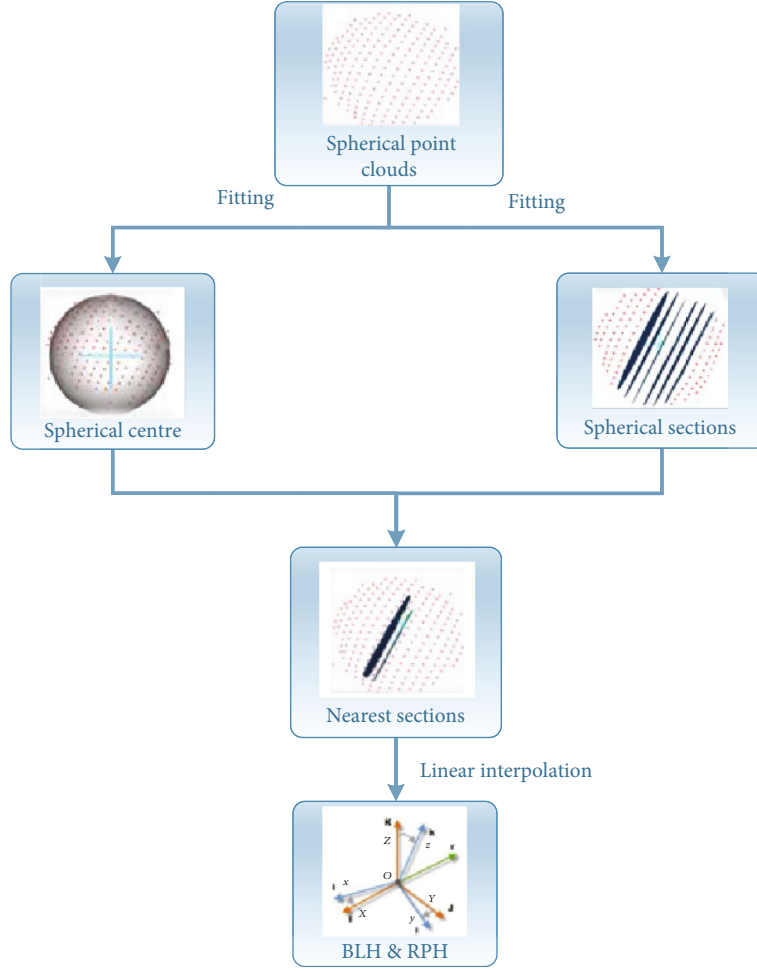 Spherical point
clouds
Fitting
Fitting
Spherical centre
Spherical sections
Nearest sections
Linear interpolation
K
k
Z
z
r
O
x
X
y
Y
J
BLH & RPH